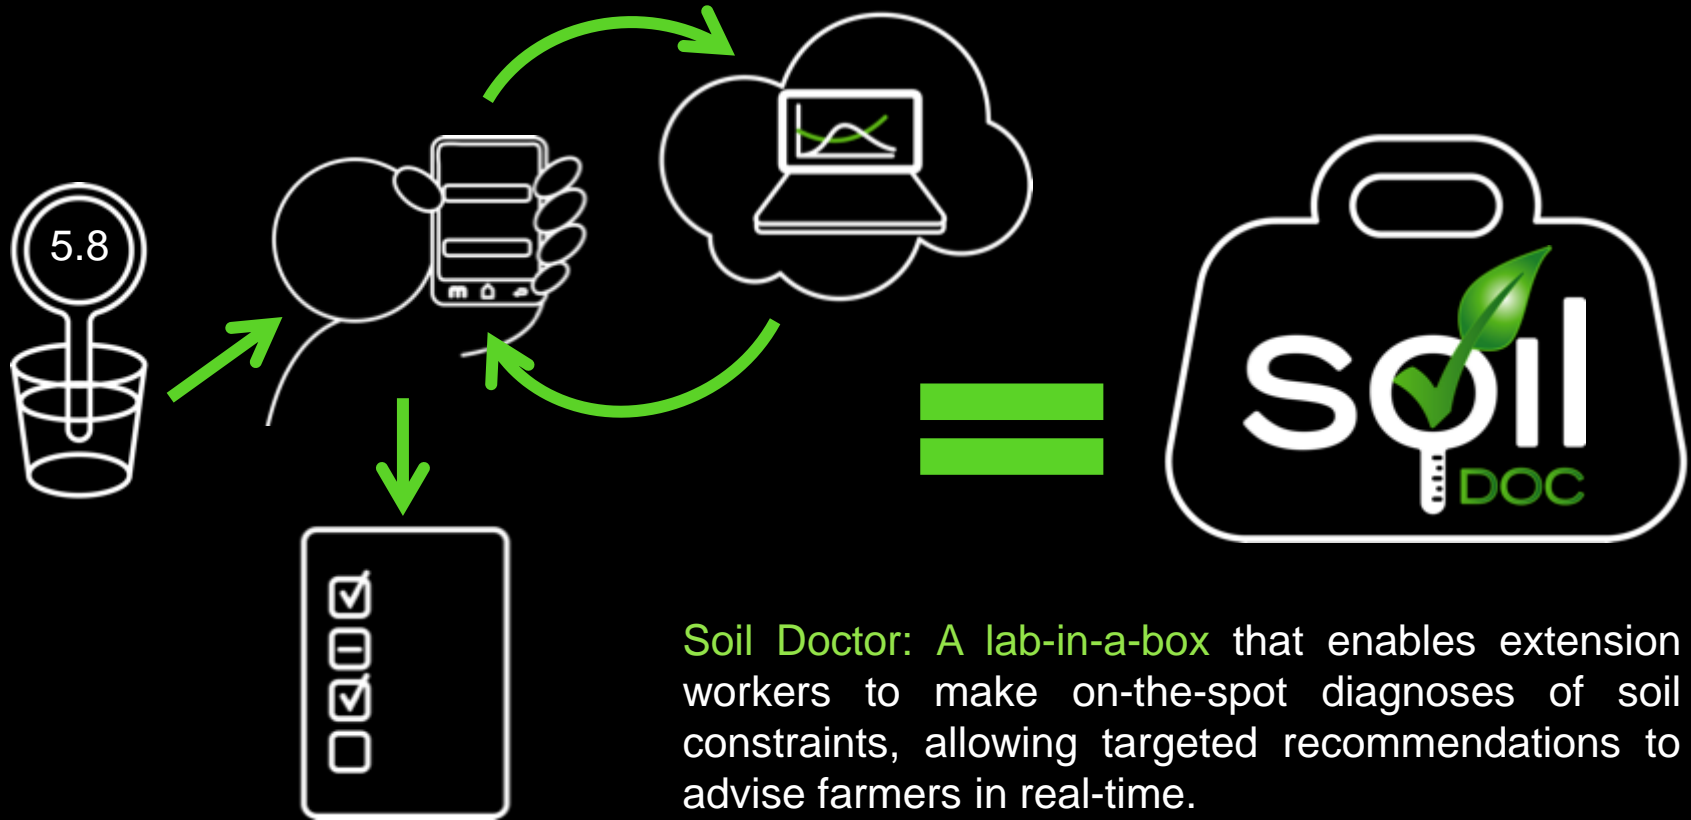 5.8
soil
DOC
Soil Doctor: A lab-in-a-box that enables extension
workers to make on-the-spot diagnoses of soil
constraints, allowing targeted recommendations to
advise farmers in real-time.